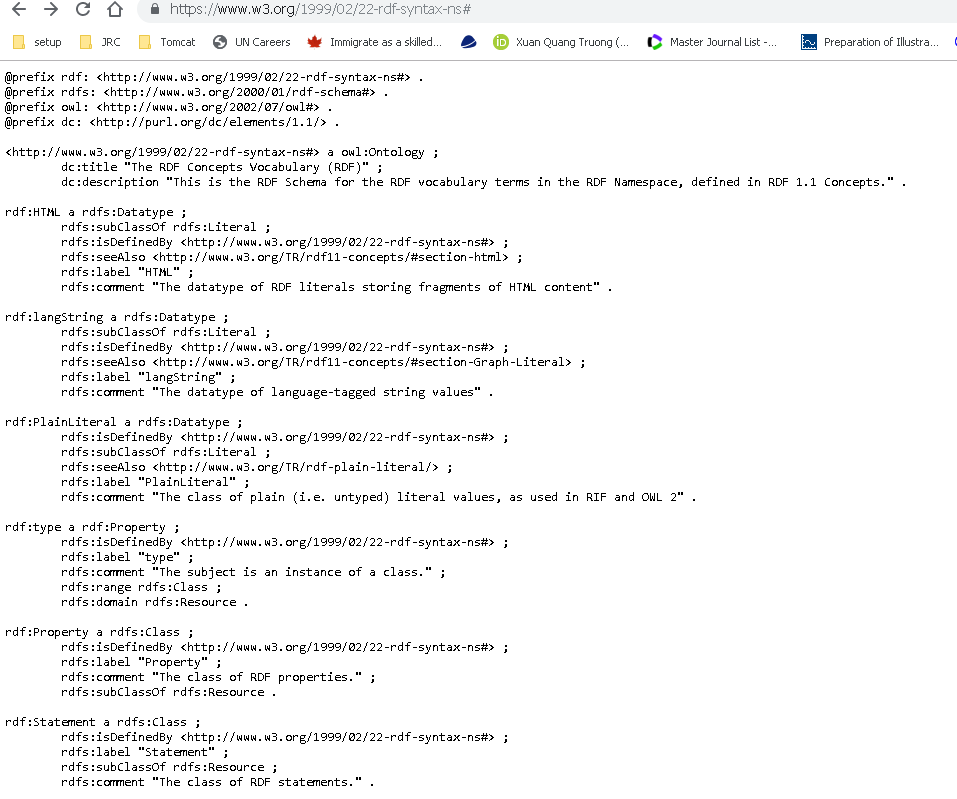 https://www.w3.org/1999/02/22-rdf-syntax-ns#
setup JRC Tomcat UN Careers Immigrate as a skilled... iD Xuan Quang Truong (... Master Journal List -... Preparation of Illustra...
@prefix rdf: <http://www.w3.org/1999/02/22-rdf-syntax-ns#> .
@prefix rdfs: <http://www.w3.org/2000/01/rdf-schema#> .
@prefix owl: <http://www.w3.org/2002/07/owl#> .
@prefix dc: <http://purl.org/dc/elements/1.1/> .
<http://www.w3.org/1999/02/22-rdf-syntax-ns#> a owl:Ontology ;
dc:title "The RDF Concepts Vocabulary (RDF)" ;
dc:description "This is the RDF Schema for the RDF vocabulary terms in the RDF Namespace, defined in RDF 1.1 Concepts." .
rdf:HTML a rdfs:Datatype ;
rdfs:subClassOf rdfs:Literal ;
rdfs:isDefinedBy <http://www.w3.org/1999/02/22-rdf-syntax-ns#> ;
rdfs:seeAlso <http://www.w3.org/TR/rdf11-concepts/#section-html> ;
rdfs:label "HTML" ;
rdfs:comment "The datatype of RDF literals storing fragments of HTML content" .
rdf:langString a rdfs:Datatype ;
rdfs:subClassOf rdfs:Literal ;
rdfs:isDefinedBy <http://www.w3.org/1999/02/22-rdf-syntax-ns#> ;
rdfs:seeAlso <http://www.w3.org/TR/rdf11-concepts/#section-Graph-Literal> ;
rdfs:label "langString" ;
rdfs:comment "The datatype of language-tagged string values" .
rdf:PlainLiteral a rdfs:Datatype ;
rdfs:isDefinedBy <http://www.w3.org/1999/02/22-rdf-syntax-ns#> ;
rdfs:subClassOf rdfs:Literal ;
rdfs:seeAlso <http://www.w3.org/TR/rdf-plain-literal/> ;
rdfs:label "PlainLiteral" ;
rdfs:comment "The class of plain (i.e. untyped) literal values, as used in RIF and OWL 2" .
rdf:type a rdf:Property ;
rdfs:isDefinedBy <http://www.w3.org/1999/02/22-rdf-syntax-ns#> ;
rdfs:label "type" ;
rdfs:comment "The subject is an instance of a class." ;
rdfs:range rdfs:Class ;
rdfs:domain rdfs:Resource .
rdf:Property a rdfs:Class ;
rdfs:isDefinedBy <http://www.w3.org/1999/02/22-rdf-syntax-ns#> ;
rdfs:label "Property" ;
rdfs:comment "The class of RDF properties." ;
rdfs:subClassOf rdfs:Resource .
rdf:Statement a rdfs:Class ;
rdfs:isDefinedBy <http://www.w3.org/1999/02/22-rdf-syntax-ns#> ;
rdfs:label "Statement" ;
rdfs:subClassOf rdfs:Resource ;
rdfs:comment "The class of RDF statements." .